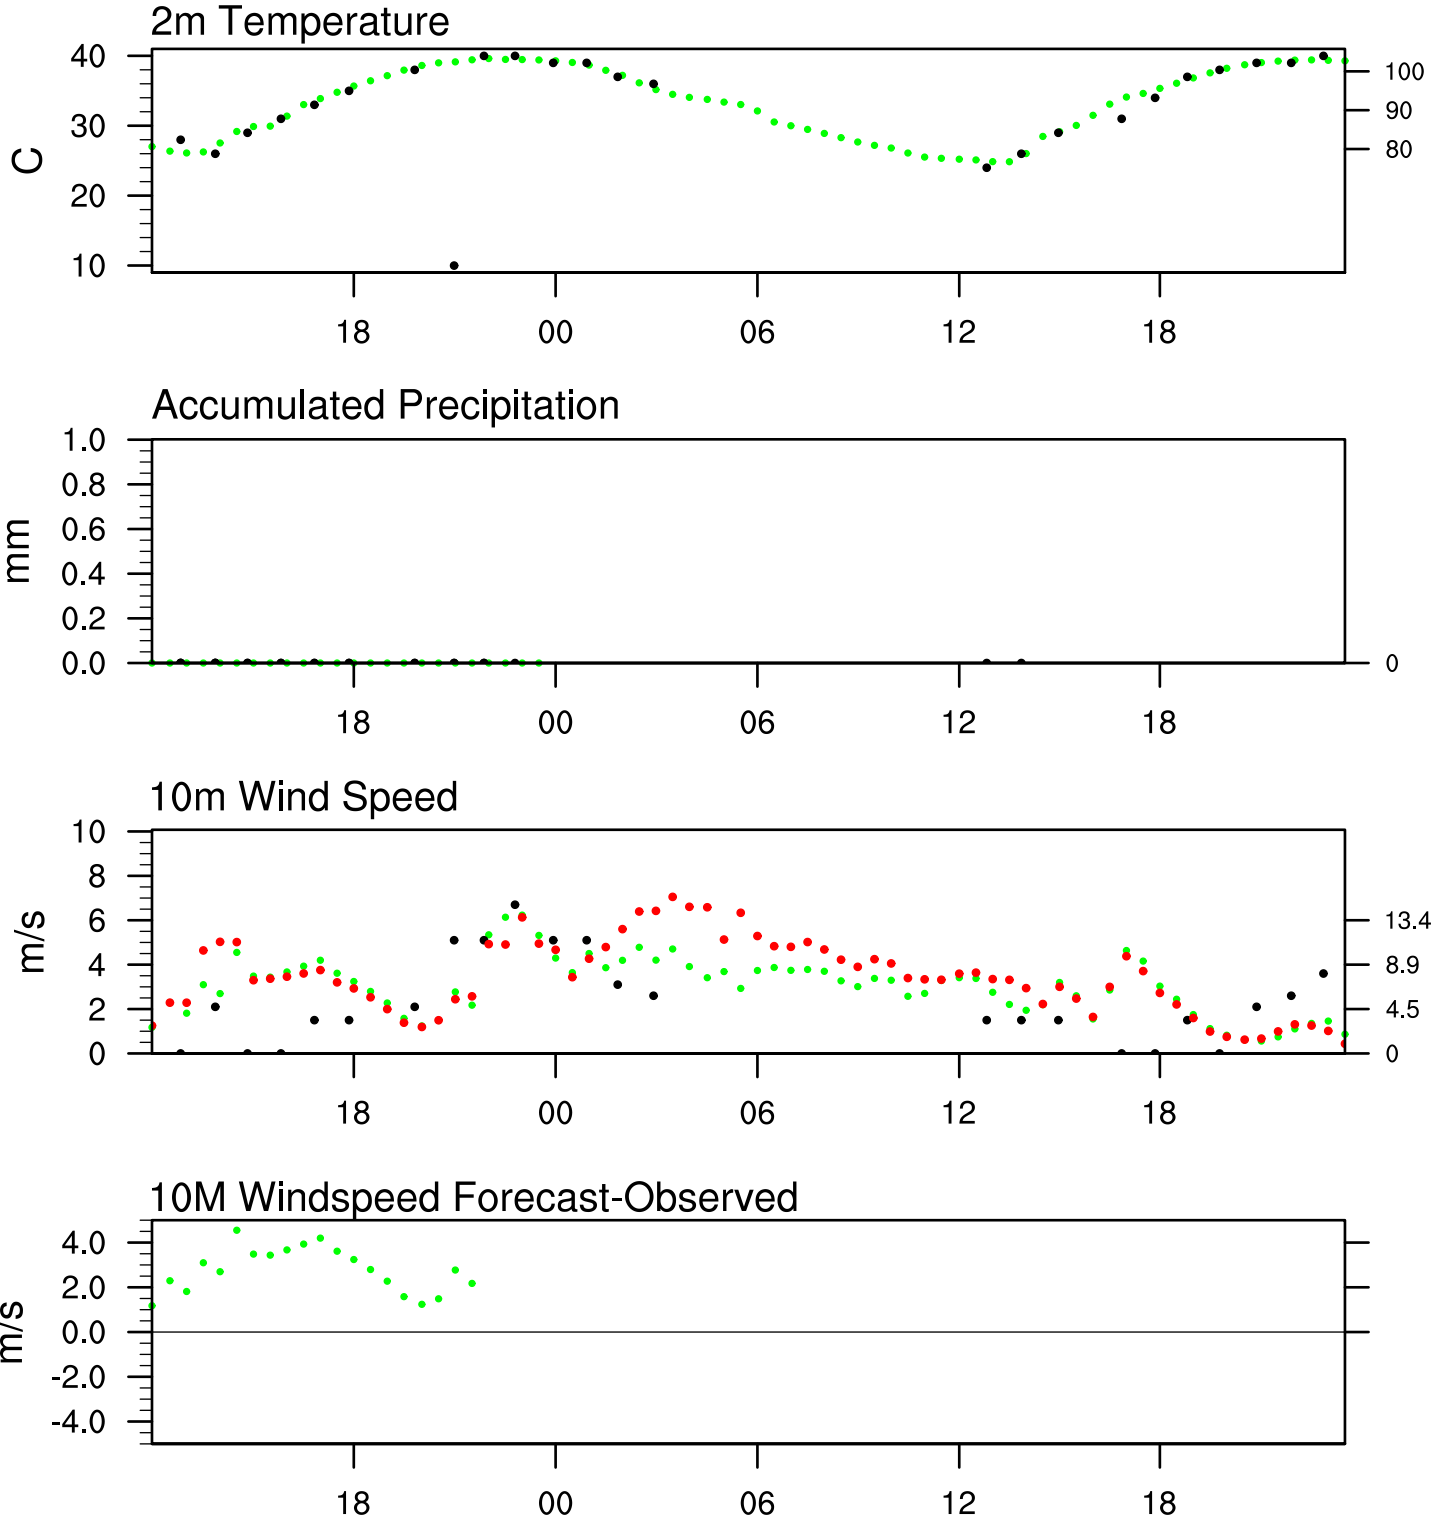 2m Temperature
40
30
20
10
C
100
90
80
18 00 06 12 18
Accumulated Precipitation
1.0
0.8
0.6
0.4
0.2
0.0
mm
0
18 00 06 12 18
10m Wind Speed
10
8
6
4
2
0
m/s
13.4
8.9
4.5
0
18 00 06 12 18
10M Windspeed Forecast-Observed
4.0
2.0
0.0
-2.0
-4.0
m/s
18 00 06 12 18